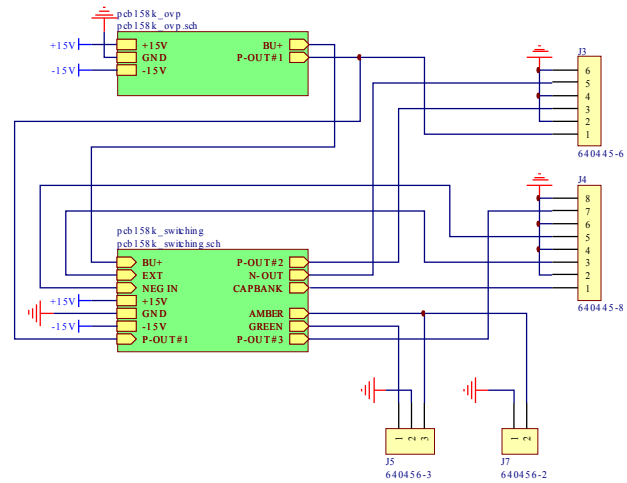 pcb158k_ovp
pcb158k_ovp.sch
+15V
+15V
GND
-15V
-15V
BU+
P-OUT#1
J3
6
5
4
3
2
1
640445-6
J4
8
7
6
5
4
3
2
1
640445-8
pcb158k_switching
pcb158k_switching.sch
BU+
EXT
NEG IN
+15V
+15V
GND
-15V
-15V
P-OUT#1
P-OUT#2
N-OUT
CAPBANK
AMBER
GREEN
P-OUT#3
1
2
3
J5
640456-3
1
2
J7
640456-2